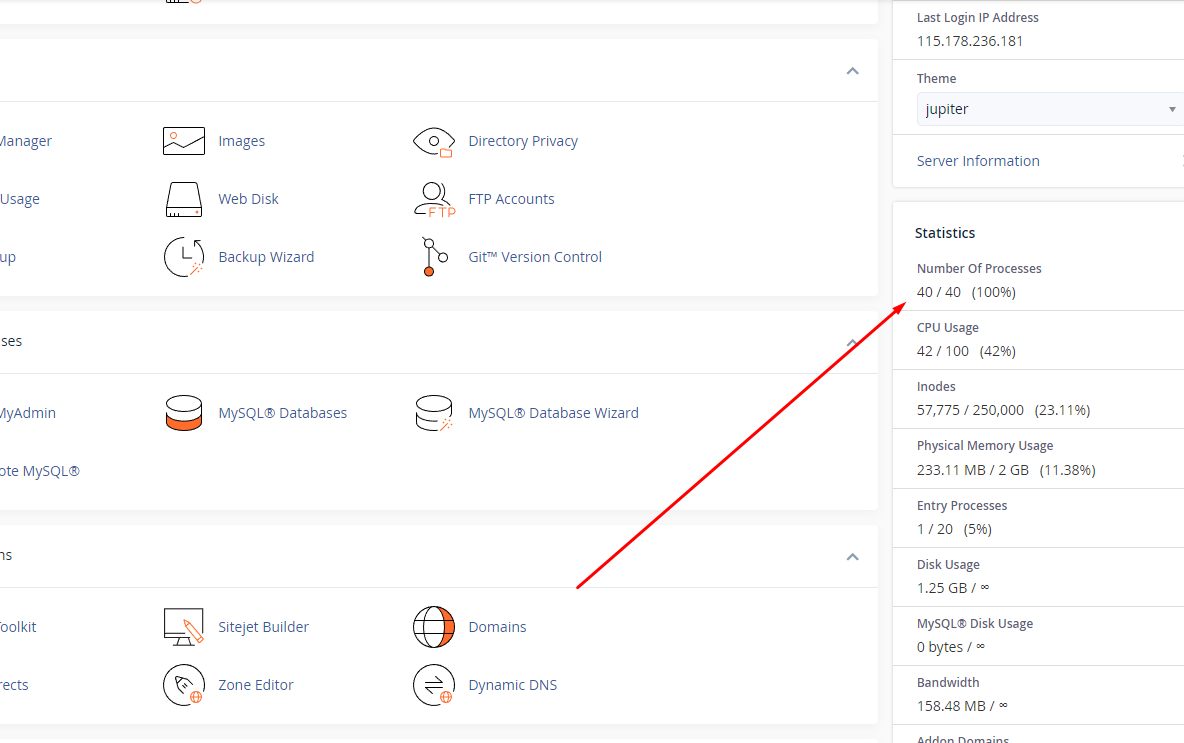 Manager
Images
Directory Privacy
Usage
Web Disk
FTP
FTP Accounts
up
Backup Wizard
Git™ Version Control
ses
MyAdmin
MySQL® Databases
MySQL® Database Wizard
ote MySQL®
ns
Toolkit
Sitejet Builder
Domains
rects
Zone Editor
Dynamic DNS
Last Login IP Address
115.178.236.181
Theme
jupiter
Server Information
Statistics
Number Of Processes
40 / 40 (100%)
CPU Usage
42 / 100 (42%)
Inodes
57,775 / 250,000 (23.11%)
Physical Memory Usage
233.11 MB / 2 GB (11.38%)
Entry Processes
1 / 20 (5%)
Disk Usage
1.25 GB / ∞
MySQL® Disk Usage
0 bytes / ∞
Bandwidth
158.48 MB / ∞
Addon Domains